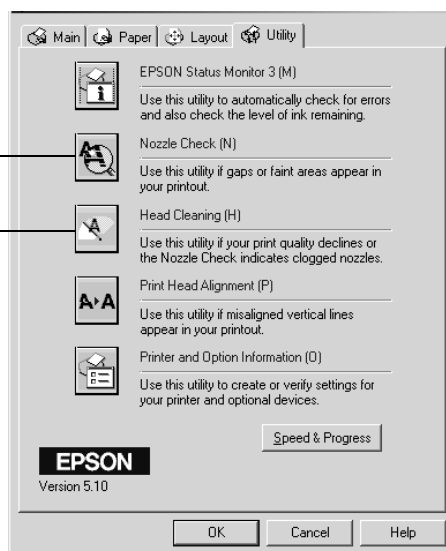 Main Paper Layout Utility
EPSON Status Monitor 3 (M)
Use this utility to automatically check for errors
and also check the level of ink remaining.
Nozzle Check (N)
Use this utility if gaps or faint areas appear in
your printout.
Head Cleaning (H)
Use this utility if your print quality declines or
the Nozzle Check indicates clogged nozzles.
Print Head Alignment (P)
Use this utility if misaligned vertical lines
appear in your printout.
Printer and Option Information (O)
Use this utility to create or verify settings for
your printer and optional devices.
Speed & Progress
EPSON
Version 5.10
OK Cancel Help